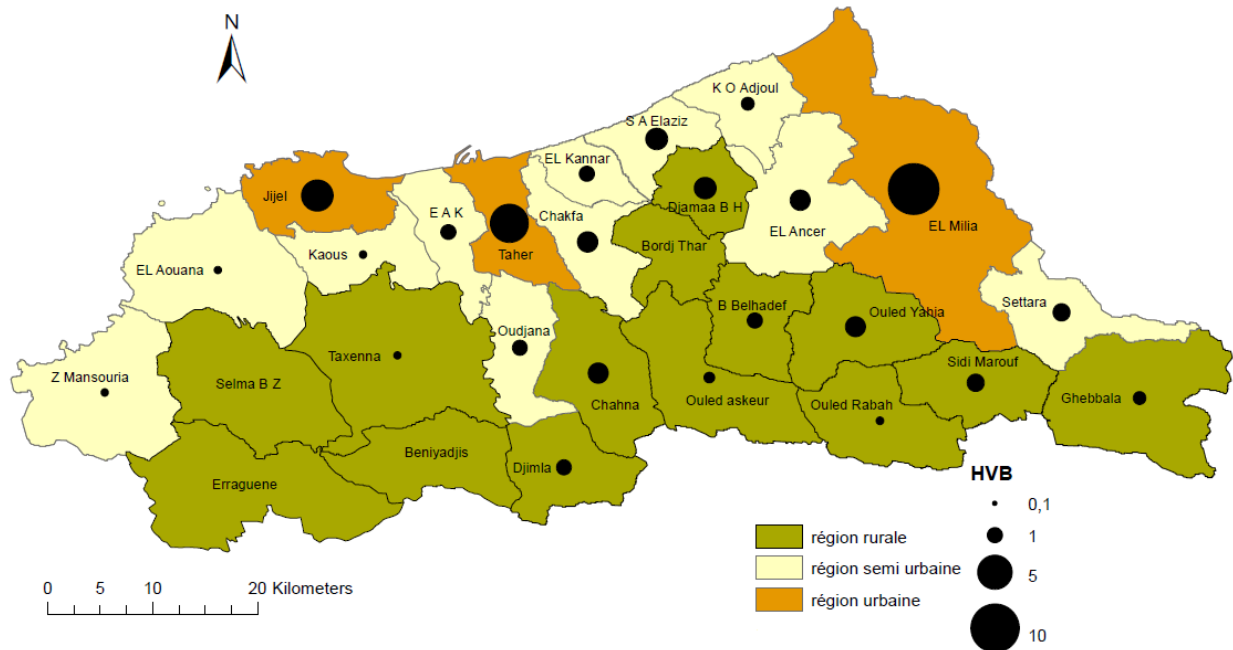 N
K O Adjoul
S A Elaziz
EL Kannar
Jijel
Djamaa B H
E A K
Chakfa
EL Milia
EL Ancer
Bordj Thar
Kaous
Taher
EL Aouana
Settara
B Belhadef
Ouled Yahia
Oudjana
Taxenna
Sidi Marouf
Z Mansouria
Selma B Z
Ghebbala
Chahna
Ouled askeur
Ouled Rabah
Beniyadjis
Djimla
Erraguene
HVB
0,1
1
5
10
région rurale
région semi urbaine
région urbaine
0 5 10 20 Kilometers